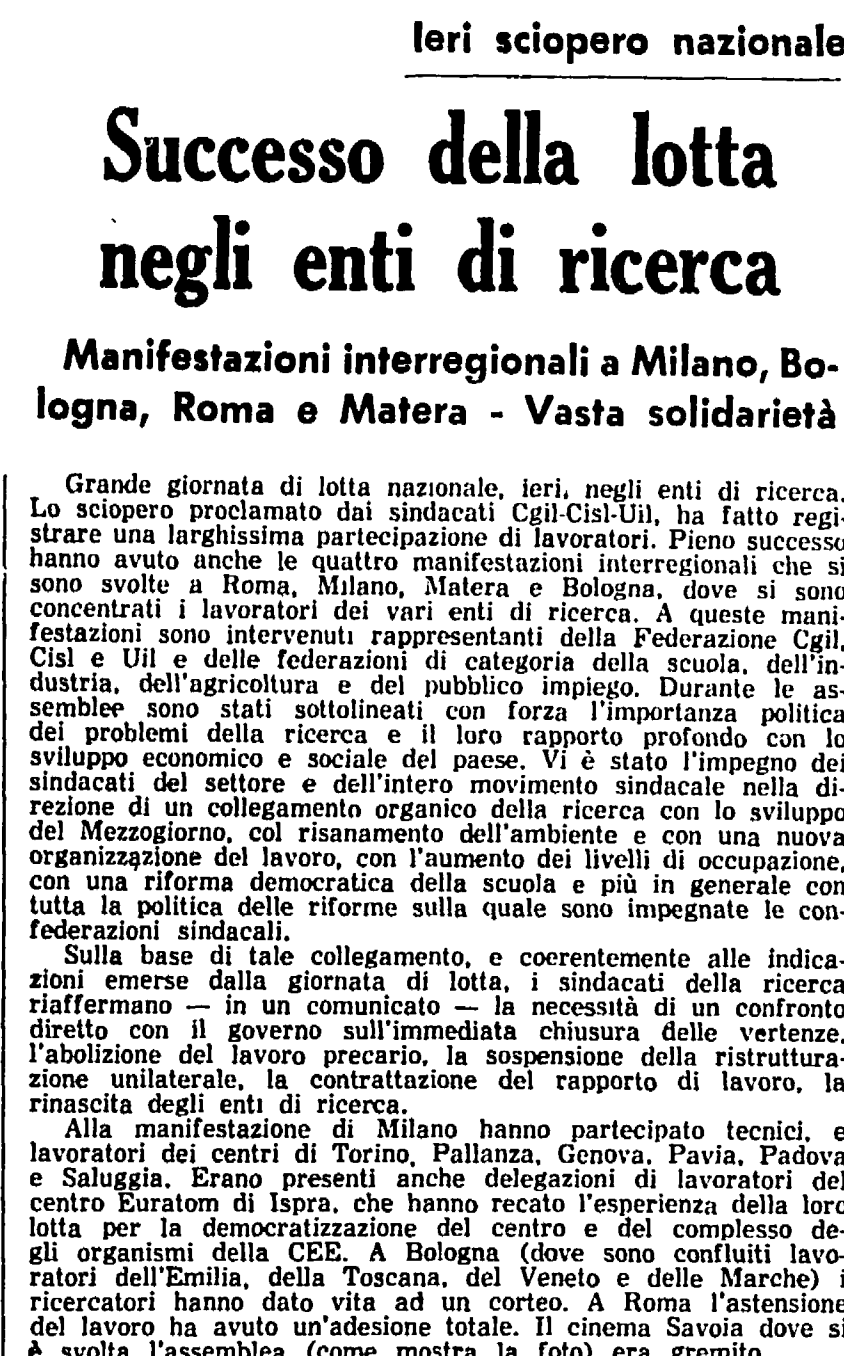 Ieri sciopero nazionale
Successo della lotta
negli enti di ricerca
Manifestazioni interregionali a Milano, Bo-
logna, Roma e Matera - Vasta solidarietà
Grande giornata di lotta nazionale, ieri, negli enti di ricerca.
Lo sciopero proclamato dai sindacati Cgil-Cisl-Uil, ha fatto regi-
strare una larghissima partecipazione di lavoratori. Pieno successo
hanno avuto anche le quattro manifestazioni interregionali che si
sono svolte a Roma, Milano, Matera e Bologna, dove si sono
concentrati i lavoratori dei vari enti di ricerca. A queste mani-
festazioni sono intervenuti rappresentanti della Federazione Cgil,
Cisl e Uil e delle federazioni di categoria della scuola, dell'in-
dustria, dell'agricoltura e del pubblico impiego. Durante le as-
semblee sono stati sottolineati con forza l'importanza politica
dei problemi della ricerca e il loro rapporto profondo con lo
sviluppo economico e sociale del paese. Vi è stato l'impegno dei
sindacati del settore e dell'intero movimento sindacale nella di-
rezione di un collegamento organico della ricerca con lo sviluppo
del Mezzogiorno, col risanamento dell'ambiente e con una nuova
organizzazione del lavoro, con l'aumento dei livelli di occupazione,
con una riforma democratica della scuola e più in generale con
tutta la politica delle riforme sulla quale sono impegnate le con-
federazioni sindacali.
Sulla base di tale collegamento, e coerentemente alle indica-
zioni emerse dalla giornata di lotta, i sindacati della ricerca
riaffermano — in un comunicato — la necessità di un confronto
diretto con il governo sull'immediata chiusura delle vertenze,
l'abolizione del lavoro precario, la sospensione della ristruttura-
zione unilaterale, la contrattazione del rapporto di lavoro, la
rinascita degli enti di ricerca.
Alla manifestazione di Milano hanno partecipato tecnici, e
lavoratori dei centri di Torino, Pallanza, Genova, Pavia, Padova
e Saluggia. Erano presenti anche delegazioni di lavoratori del
centro Euratom di Ispra, che hanno recato l'esperienza della loro
lotta per la democratizzazione del centro e del complesso de-
gli organismi della CEE. A Bologna (dove sono confluiti lavo-
ratori dell'Emilia, della Toscana, del Veneto e delle Marche) i
ricercatori hanno dato vita ad un corteo. A Roma l'astensione
del lavoro ha avuto un'adesione totale. Il cinema Savoia dove si
è svolta l'assemblea (come mostra la foto) era gremito.